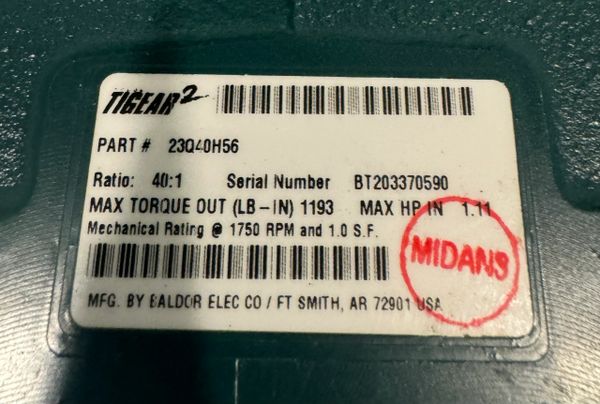 TIGEAR2
PART # 23Q40H56
Ratio: 40:1 Serial Number BT203370590
MAX TORQUE OUT (LB-IN) 1193 MAX HP IN 1.11
Mechanical Rating @ 1750 RPM and 1.0 S.F.
MIDANS
MFG. BY BALDOR ELEC CO / FT SMITH, AR 72901 USA